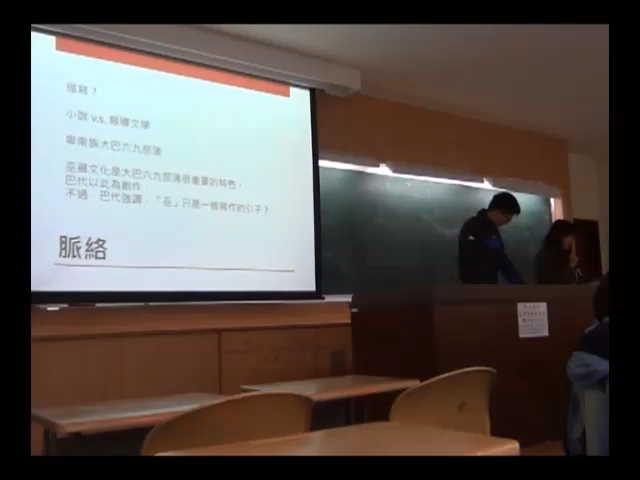 描寫？
小說 v.s. 報導文學
卑南族大巴六九部落
巫覡文化是大巴六九部落很重要的特色，
巴代以此為創作，
不過，巴代強調，「巫」只是一個寫作的引子？
脈絡